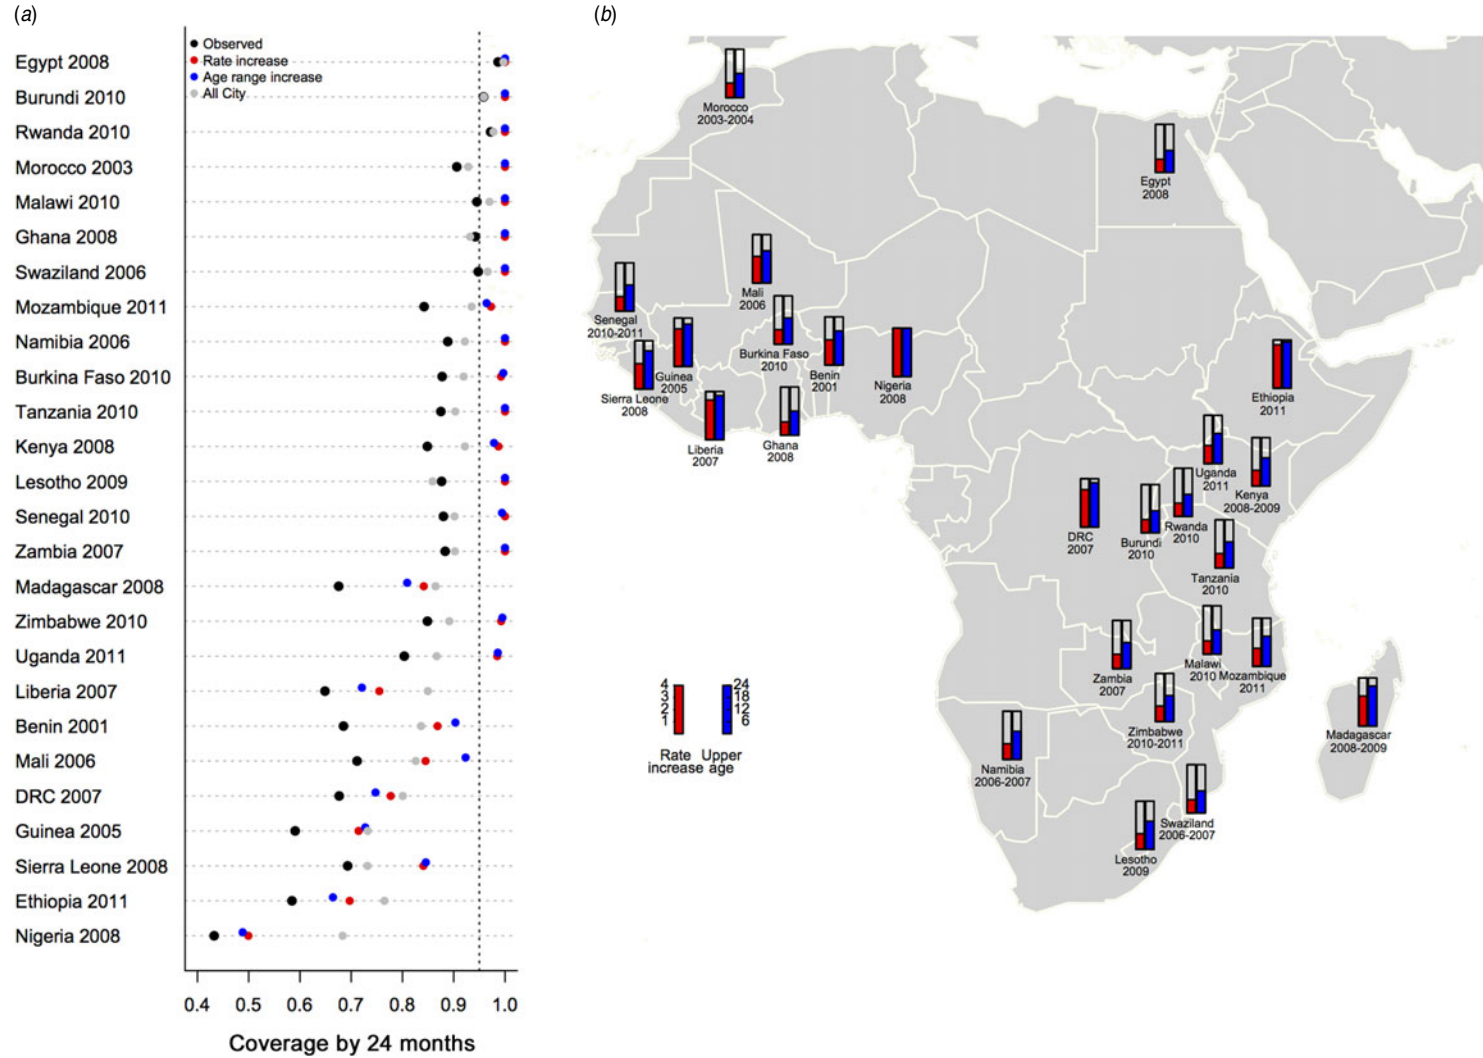 (a)
Observed
Rate increase
Age range increase
All City
Egypt 2008
Burundi 2010
Rwanda 2010
Morocco 2003
Malawi 2010
Ghana 2008
Swaziland 2006
Mozambique 2011
Namibia 2006
Burkina Faso 2010
Tanzania 2010
Kenya 2008
Lesotho 2009
Senegal 2010
Zambia 2007
Madagascar 2008
Zimbabwe 2010
Uganda 2011
Liberia 2007
Benin 2001
Mali 2006
DRC 2007
Guinea 2005
Sierra Leone 2008
Ethiopia 2011
Nigeria 2008
0.4 0.5 0.6 0.7 0.8 0.9 1.0
Coverage by 24 months
(b)
Morocco
2003-2004
Egypt
2008
Mali
2006
Senegal
2010-2011
Burkina Faso
2010
Guinea
2005
Benin
2001
Nigeria
2008
Sierra Leone
2008
Ethiopia
2011
Liberia
2007
Ghana
2008
Uganda
2011
Kenya
2008-2009
DRC
2007
Burundi
2010
Rwanda
2010
Tanzania
2010
Zambia
2007
Malawi
2010
Mozambique
2011
Zimbabwe
2010-2011
Madagascar
2008-2009
Namibia
2006-2007
Swaziland
2006-2007
Lesotho
2009
4 24
3 18
2 12
1 6
Rate Upper
increase age